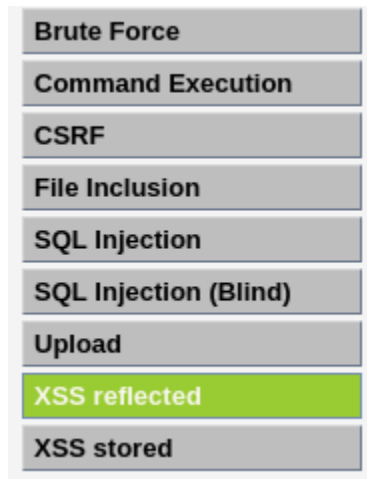 Brute Force
Command Execution
CSRF
File Inclusion
SQL Injection
SQL Injection (Blind)
Upload
XSS reflected
XSS stored